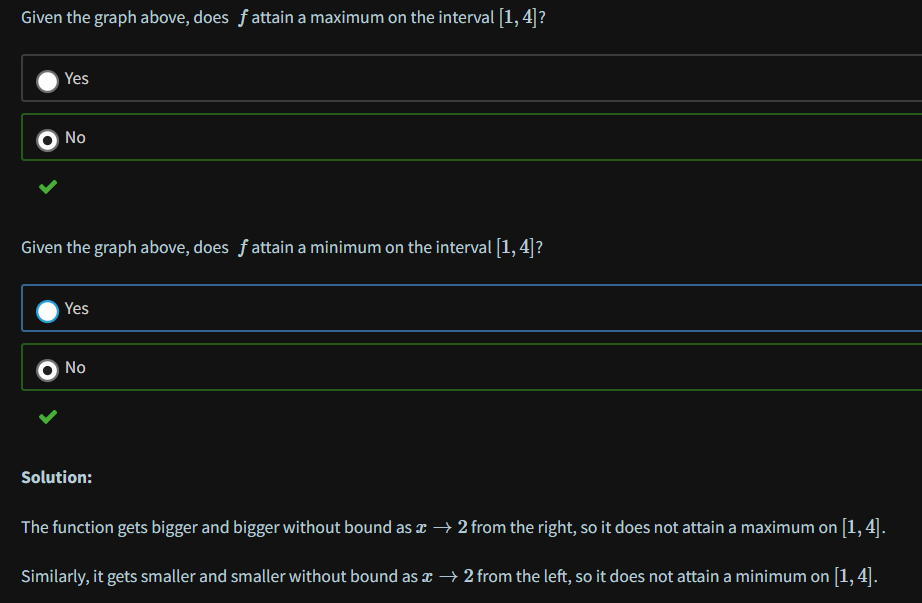 Given the graph above, does f attain a maximum on the interval [1, 4]?
Yes
No
Given the graph above, does f attain a minimum on the interval [1, 4]?
Yes
No
Solution:
The function gets bigger and bigger without bound as x → 2 from the right, so it does not attain a maximum on [1, 4].
Similarly, it gets smaller and smaller without bound as x → 2 from the left, so it does not attain a minimum on [1, 4].